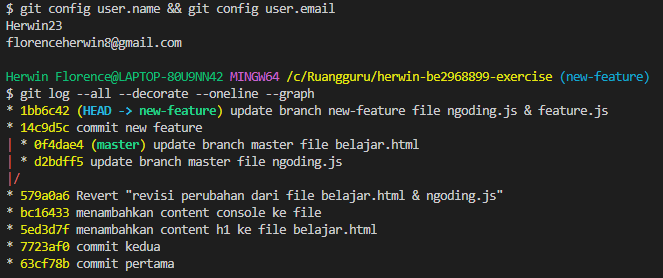 $ git config user.name && git config user.email
Herwin23
florenceherwin8@gmail.com
Herwin Florence@LAPTOP-80U9NN42 MINGW64 /c/Ruangguru/herwin-be2968899-exercise (new-feature)
$ git log --all --decorate --oneline --graph
* 1bb6c42 (HEAD -> new-feature) update branch new-feature file ngoding.js & feature.js
* 14c9d5c commit new feature
| * 0f4dae4 (master) update branch master file belajar.html
| * d2bdff5 update branch master file ngoding.js
|/
* 579a0a6 Revert "revisi perubahan dari file belajar.html & ngoding.js"
* bc16433 menambahkan content console ke file
* 5ed3d7f menambahkan content h1 ke file belajar.html
* 7723af0 commit kedua
* 63cf78b commit pertama